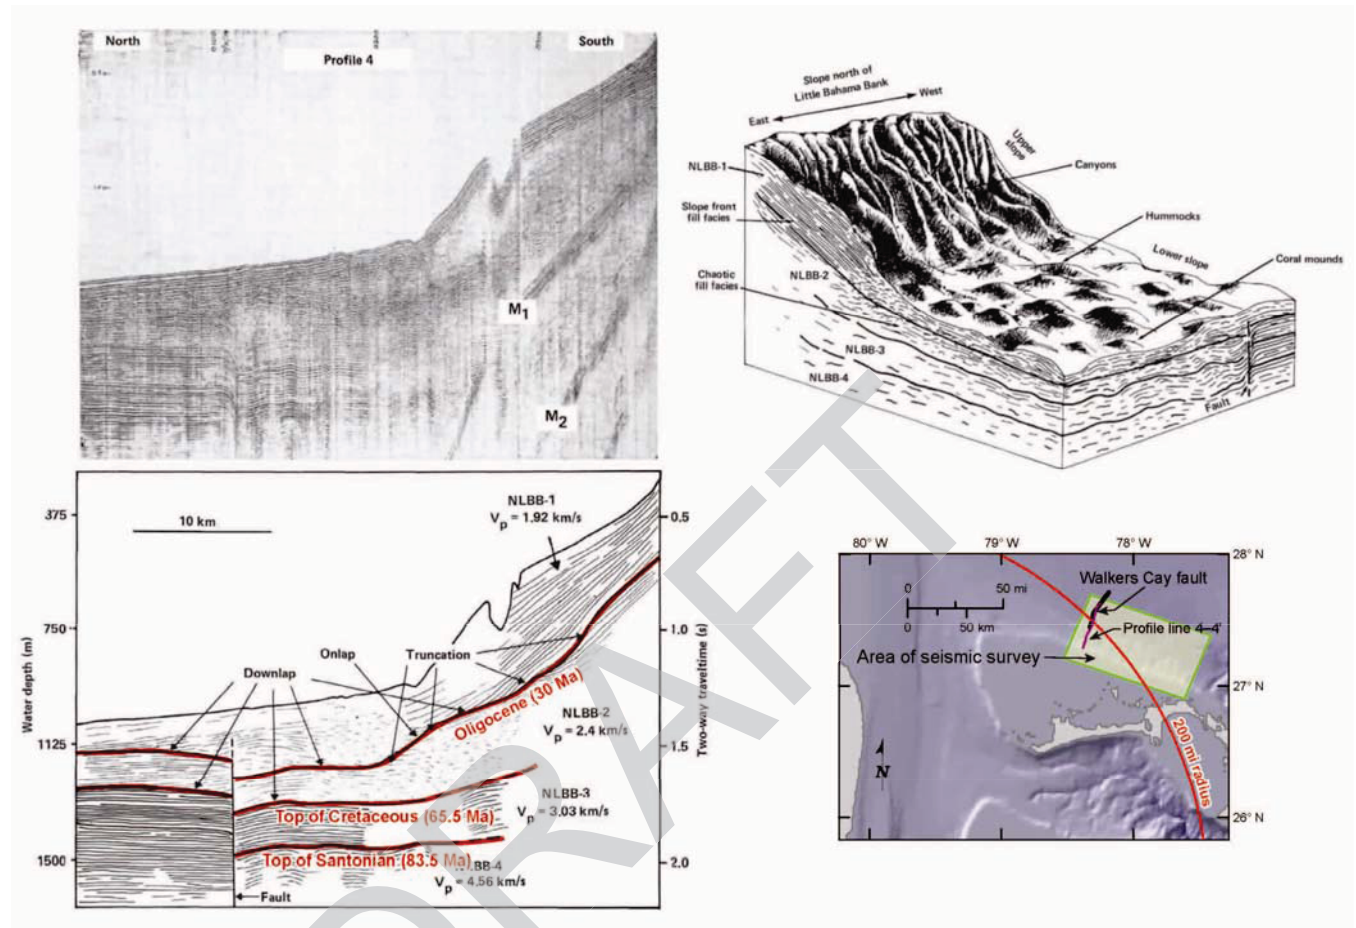 North
South
Profile 4
M1
M2
Slope north of
Little Bahama Bank
East
West
NLBB-1
Upper
slope
Canyons
Slope front
fill facies
Hummocks
Lower slope
Coral mounds
Chaotic
fill facies
NLBB-2
NLBB-3
NLBB-4
Fault
375
750
1125
1500
Water depth (m)
10 km
NLBB-1
Vp = 1.92 km/s
0.5
1.0
1.5
2.0
Two-way traveltime (s)
Onlap
Truncation
Downlap
Oligocene (30 Ma)
NLBB-2
Vp = 2.4 km/s
NLBB-3
Vp = 3.03 km/s
Top of Cretaceous (65.5 Ma)
Top of Santonian (83.5 Ma)
NLBB-4
Vp = 4.56 km/s
Fault
80° W
79° W
78° W
28° N
27° N
26° N
0
50 mi
0
50 km
Walkers Cay fault
Profile line 4-4'
Area of seismic survey
200 mi radius
N
DRAFT